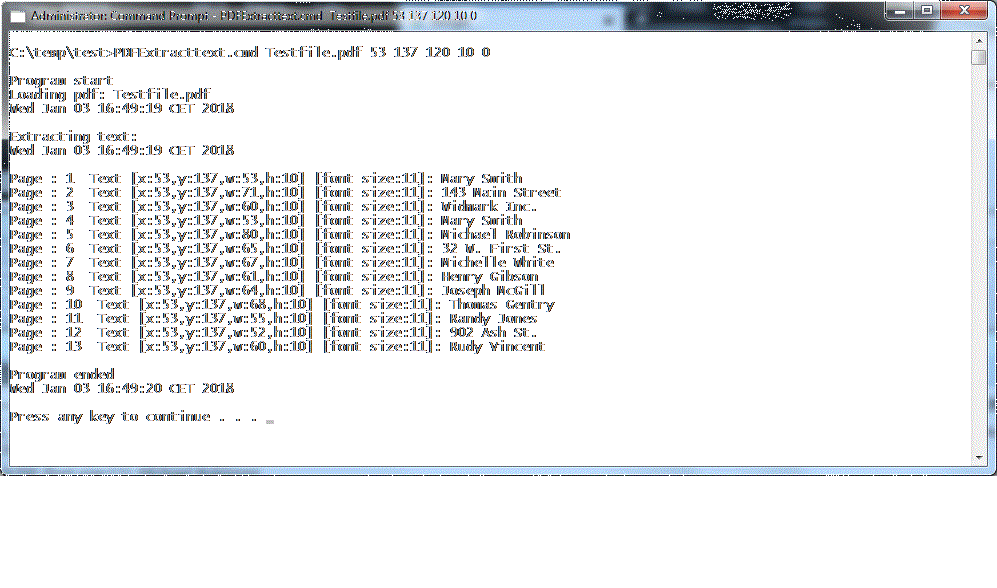 Administrator: Command Prompt - PDFExtracttext.cmd Testfile.pdf 53 137 120 10 0
C:\temp\test>PDFExtracttext.cmd Testfile.pdf 53 137 120 10 0
Program start
Loading pdf: Testfile.pdf
Wed Jan 03 16:49:19 CET 2018
Extracting text:
Wed Jan 03 16:49:19 CET 2018
Page : 1  Text [x:53,y:137,w:53,h:10] [font size:11]: Mary Smith
Page : 2  Text [x:53,y:137,w:71,h:10] [font size:11]: 143 Main Street
Page : 3  Text [x:53,y:137,w:60,h:10] [font size:11]: Vidmark Inc.
Page : 4  Text [x:53,y:137,w:53,h:10] [font size:11]: Mary Smith
Page : 5  Text [x:53,y:137,w:80,h:10] [font size:11]: Michael Robinson
Page : 6  Text [x:53,y:137,w:65,h:10] [font size:11]: 32 W. First St.
Page : 7  Text [x:53,y:137,w:67,h:10] [font size:11]: Michelle White
Page : 8  Text [x:53,y:137,w:61,h:10] [font size:11]: Henry Gibson
Page : 9  Text [x:53,y:137,w:64,h:10] [font size:11]: Joseph McGill
Page : 10  Text [x:53,y:137,w:68,h:10] [font size:11]: Thomas Gentry
Page : 11  Text [x:53,y:137,w:55,h:10] [font size:11]: Randy Jones
Page : 12  Text [x:53,y:137,w:52,h:10] [font size:11]: 902 Ash St.
Page : 13  Text [x:53,y:137,w:60,h:10] [font size:11]: Rudy Vincent
Program ended
Wed Jan 03 16:49:20 CET 2018
Press any key to continue . . . _